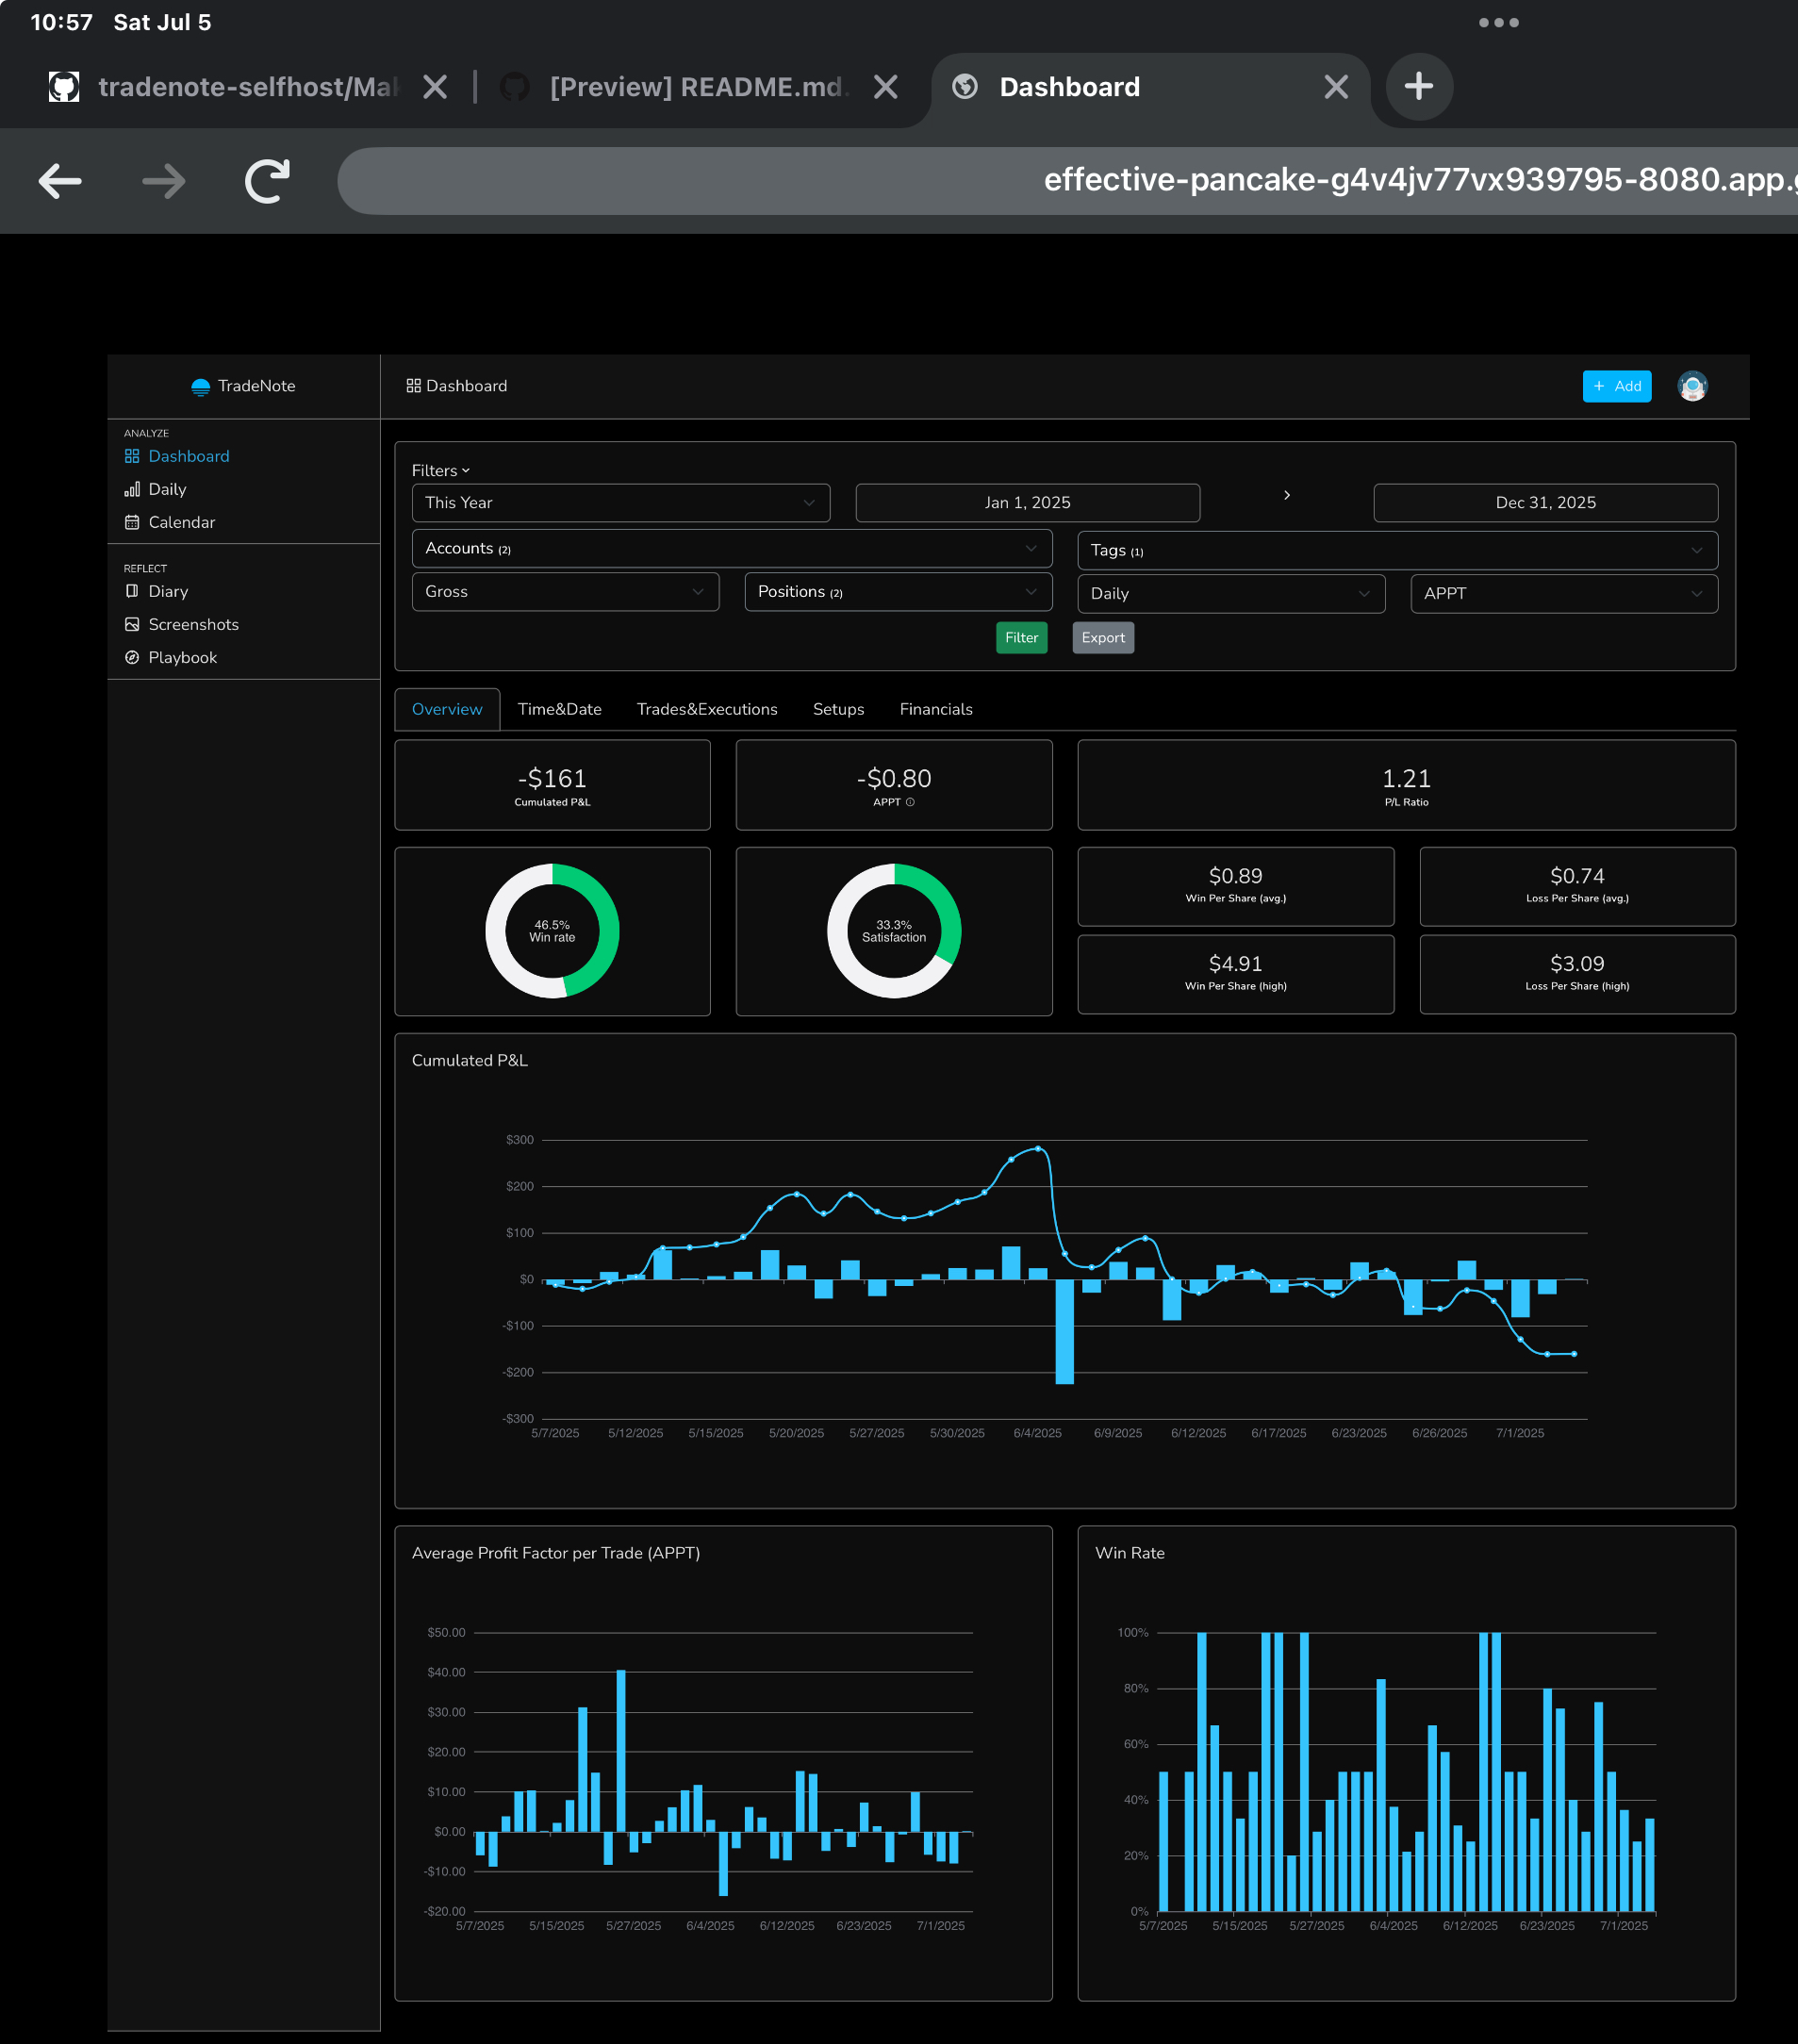 10:57 Sat Jul 5
tradenote-selfhost/Mak
[Preview] README.md.
Dashboard
effective-pancake-g4v4jv77vx939795-8080.app.g
TradeNote
Dashboard
+ Add
ANALYZE
Dashboard
Daily
Calendar
REFLECT
Diary
Screenshots
Playbook
Filters
This Year
Jan 1, 2025
>
Dec 31, 2025
Accounts (2)
Tags (1)
Gross
Positions (2)
Daily
APPT
Filter
Export
Overview
Time&Date
Trades&Executions
Setups
Financials
-$161
Cumulated P&L
-$0.80
APPT
1.21
P/L Ratio
46.5%
Win rate
33.3%
Satisfaction
$0.89
Win Per Share (avg.)
$0.74
Loss Per Share (avg.)
$4.91
Win Per Share (high)
$3.09
Loss Per Share (high)
Cumulated P&L
$300
$200
$100
$0
-$100
-$200
-$300
5/7/2025 5/12/2025 5/15/2025 5/20/2025 5/27/2025 5/30/2025 6/4/2025 6/9/2025 6/12/2025 6/17/2025 6/23/2025 6/26/2025 7/1/2025
Average Profit Factor per Trade (APPT)
$50.00
$40.00
$30.00
$20.00
$10.00
$0.00
-$10.00
-$20.00
5/7/2025 5/15/2025 5/27/2025 6/4/2025 6/12/2025 6/23/2025 7/1/2025
Win Rate
100%
80%
60%
40%
20%
0%
5/7/2025 5/15/2025 5/27/2025 6/4/2025 6/12/2025 6/23/2025 7/1/2025